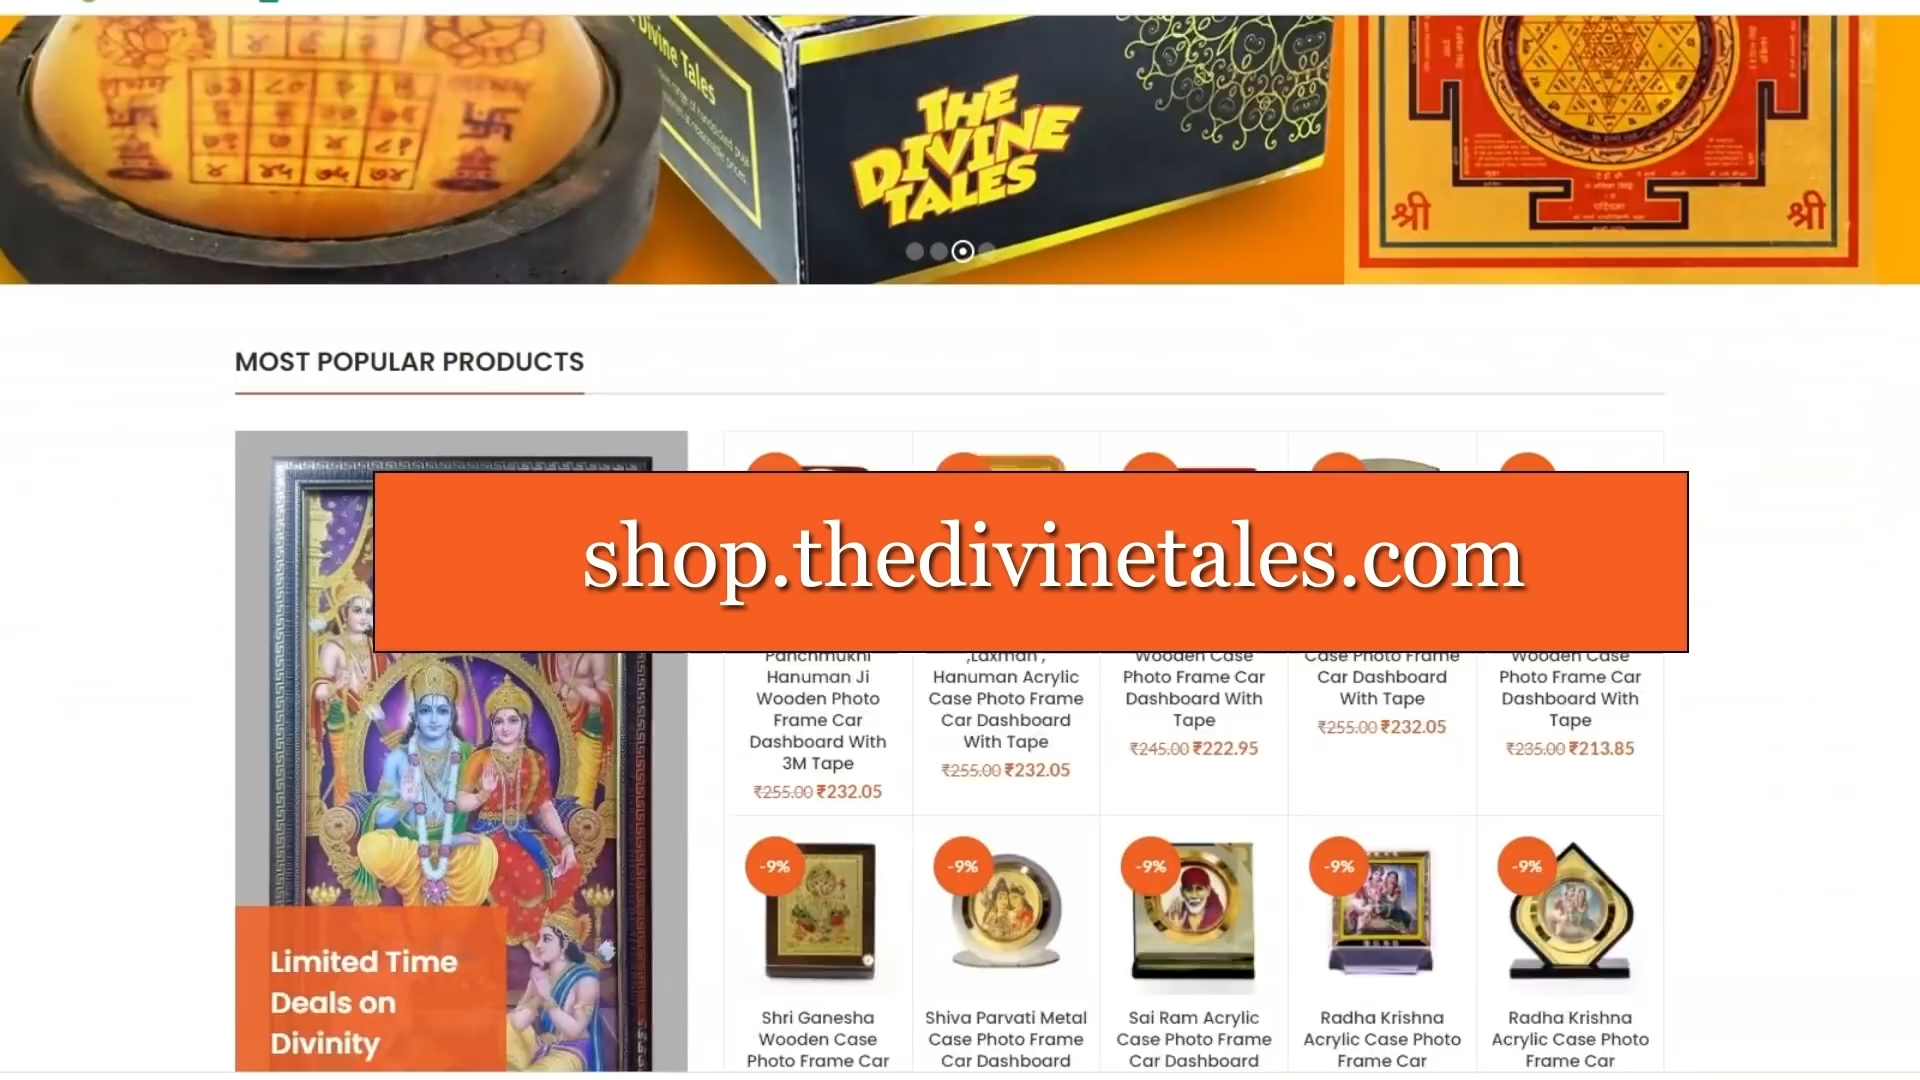 Divine Tales
THE
DIVINE
TALES
श्री
श्री
MOST POPULAR PRODUCTS
shop.thedivinetales.com
Panchmukhi
Hanuman Ji
Wooden Photo
Frame Car
Dashboard With
3M Tape
₹255.00 ₹232.05
,Laxman ,
Hanuman Acrylic
Case Photo Frame
Car Dashboard
With Tape
₹255.00 ₹232.05
Wooden Case
Photo Frame Car
Dashboard With
Tape
₹245.00 ₹222.95
Case Photo Frame
Car Dashboard
With Tape
₹255.00 ₹232.05
Wooden Case
Photo Frame Car
Dashboard With
Tape
₹235.00 ₹213.85
Limited Time
Deals on
Divinity
-9%
Shri Ganesha
Wooden Case
Photo Frame Car
-9%
Shiva Parvati Metal
Case Photo Frame
Car Dashboard
-9%
Sai Ram Acrylic
Case Photo Frame
Car Dashboard
-9%
Radha Krishna
Acrylic Case Photo
Frame Car
-9%
Radha Krishna
Acrylic Case Photo
Frame Car